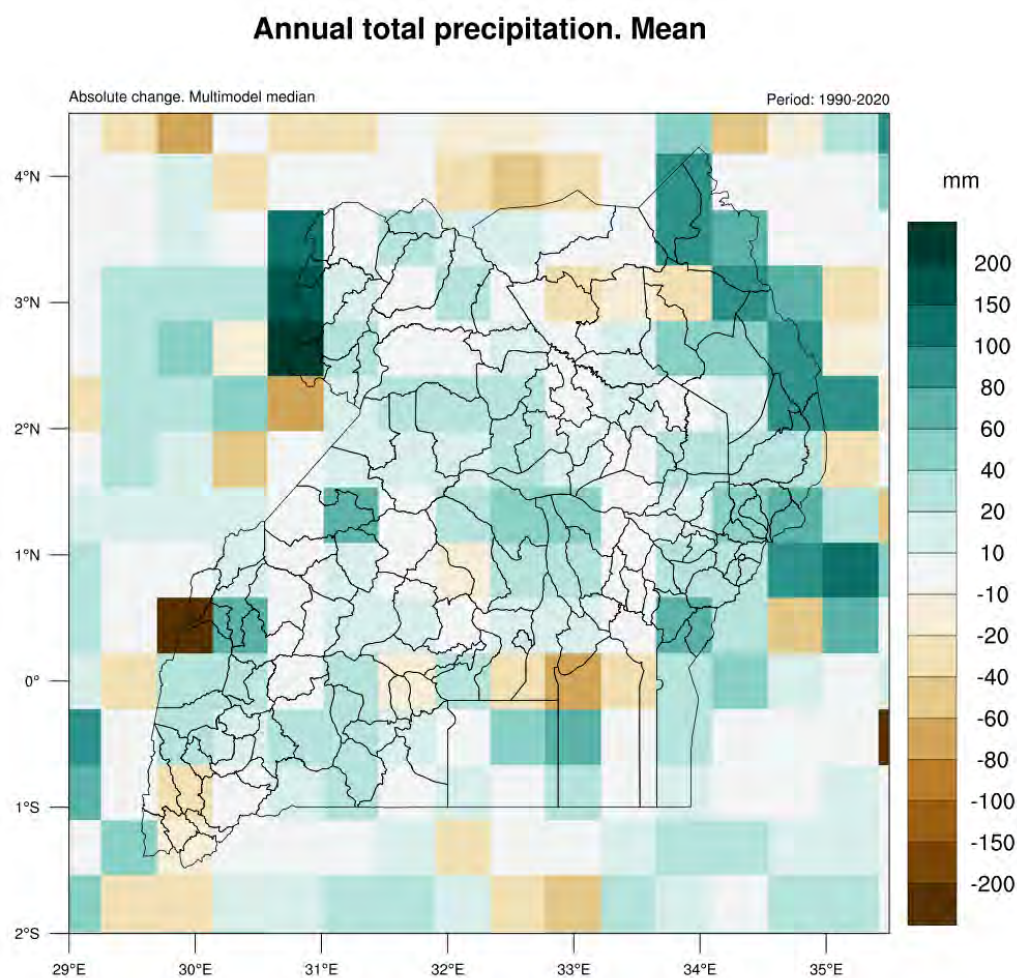 Annual total precipitation. Mean
Absolute change. Multimodel median
Period: 1990-2020
mm
4°N
3°N
2°N
1°N
0°
1°S
2°S
29°E
30°E
31°E
32°E
33°E
34°E
35°E
200
150
100
80
60
40
20
10
-10
-20
-40
-60
-80
-100
-150
-200